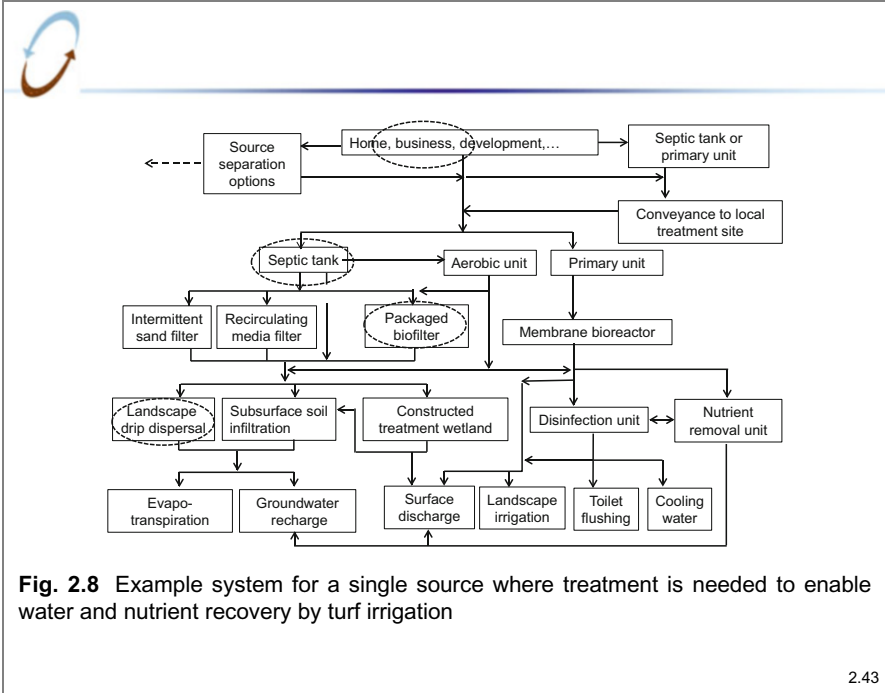 Home, business, development,…
Source
separation
options
Septic tank or
primary unit
Conveyance to local
treatment site
Septic tank
Aerobic unit
Primary unit
Intermittent
sand filter
Recirculating
media filter
Packaged
biofilter
Membrane bioreactor
Landscape
drip dispersal
Subsurface soil
infiltration
Constructed
treatment wetland
Disinfection unit
Nutrient
removal unit
Evapo-
transpiration
Groundwater
recharge
Surface
discharge
Landscape
irrigation
Toilet
flushing
Cooling
water
Fig. 2.8 Example system for a single source where treatment is needed to enable
water and nutrient recovery by turf irrigation
2.43